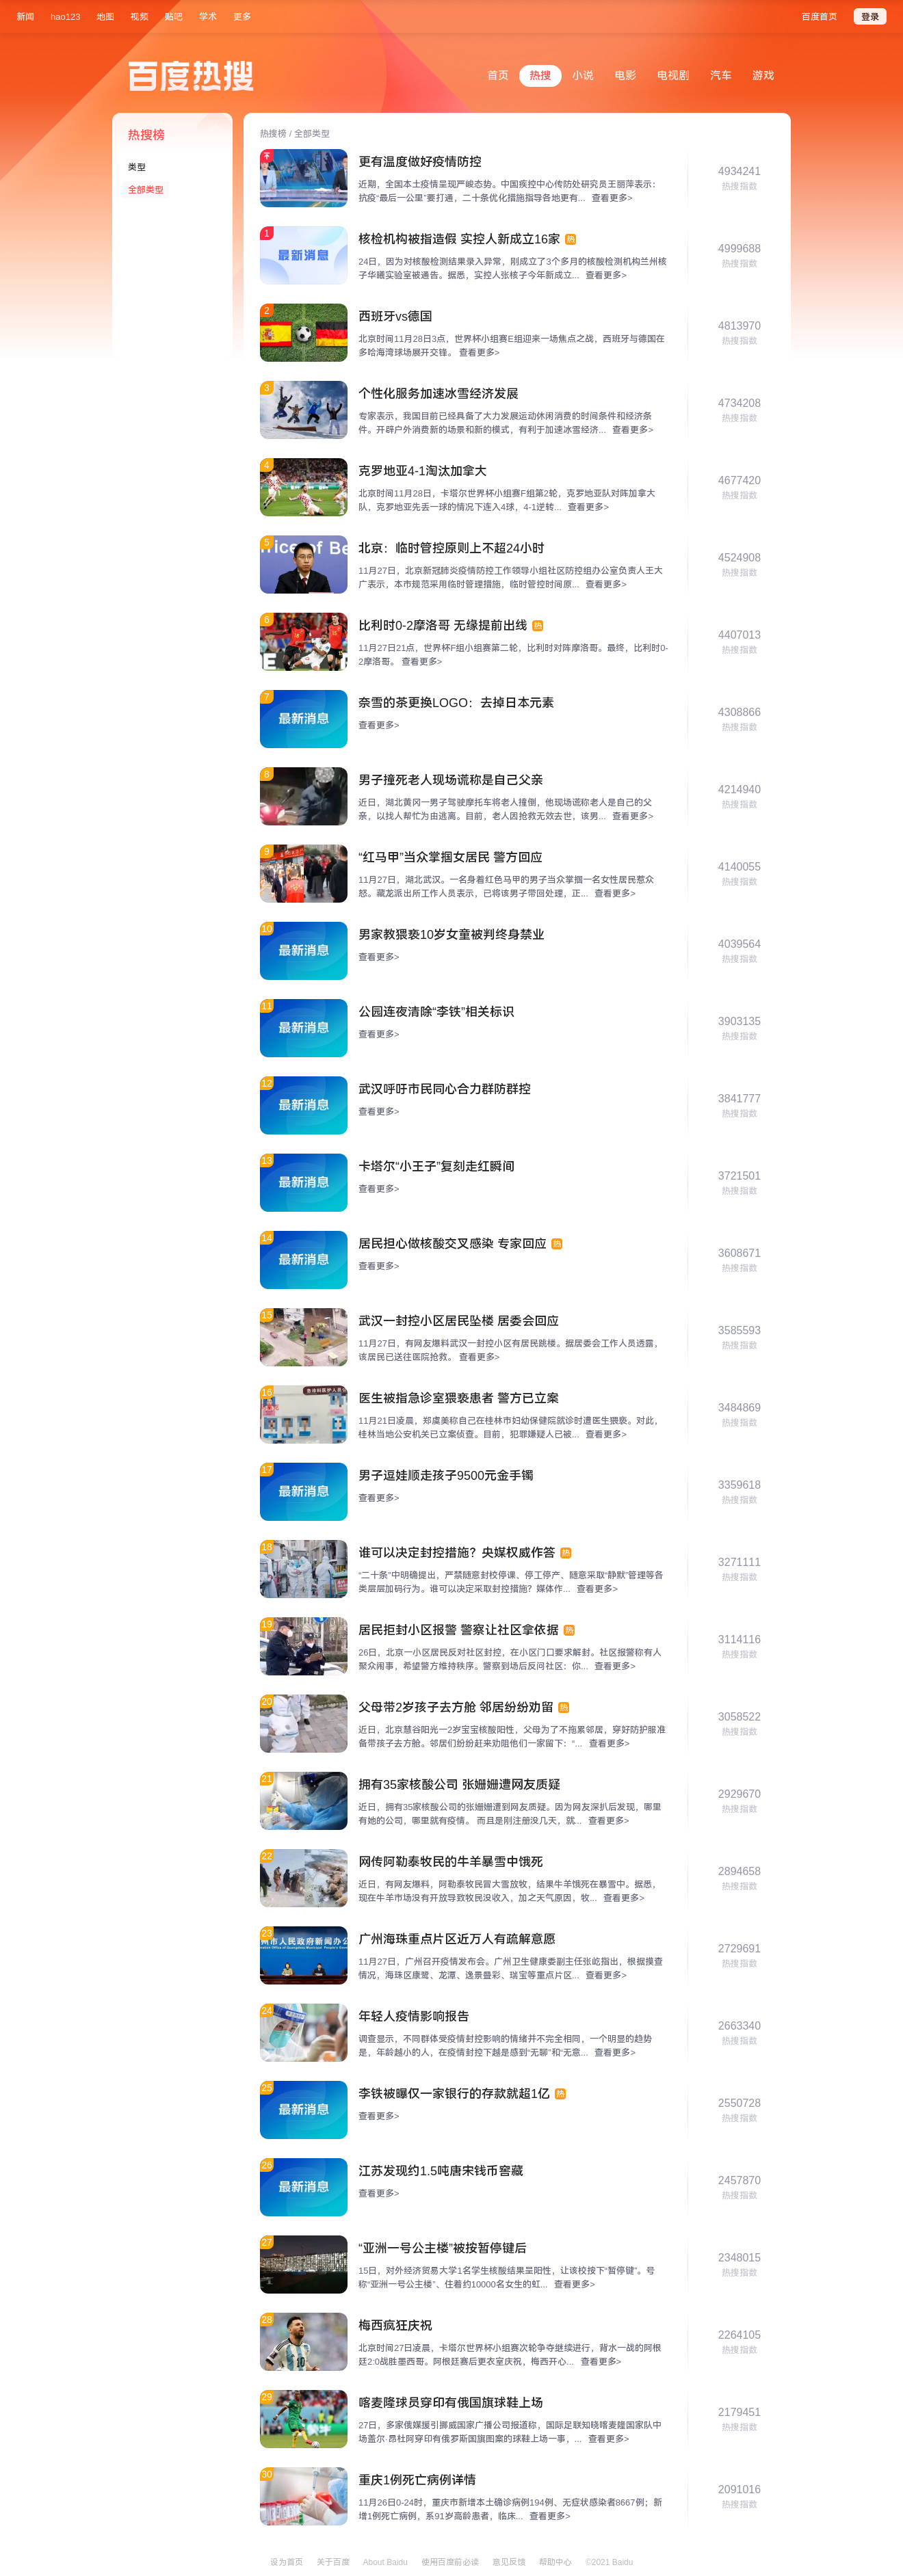 新闻 hao123 地图 视频 贴吧 学术 更多 百度首页 登录
百度热搜
首页 热搜 小说 电影 电视剧 汽车 游戏
热搜榜
类型
全部类型
热搜榜 / 全部类型
更有温度做好疫情防控
近期，全国本土疫情呈现严峻态势。中国疾控中心传防处研究员王丽萍表示：
抗疫“最后一公里”要打通，二十条优化措施指导各地更有... 查看更多>
4934241
热搜指数
1
最新消息
核检机构被指造假 实控人新成立16家 热
24日，因为对核酸检测结果录入异常，刚成立了3个多月的核酸检测机构兰州核
子华曦实验室被通告。据悉，实控人张核子今年新成立... 查看更多>
4999688
热搜指数
2
西班牙vs德国
北京时间11月28日3点，世界杯小组赛E组迎来一场焦点之战，西班牙与德国在
多哈海湾球场展开交锋。 查看更多>
4813970
热搜指数
3
个性化服务加速冰雪经济发展
专家表示，我国目前已经具备了大力发展运动休闲消费的时间条件和经济条
件。开辟户外消费新的场景和新的模式，有利于加速冰雪经济... 查看更多>
4734208
热搜指数
4
克罗地亚4-1淘汰加拿大
北京时间11月28日，卡塔尔世界杯小组赛F组第2轮，克罗地亚队对阵加拿大
队，克罗地亚先丢一球的情况下连入4球，4-1逆转... 查看更多>
4677420
热搜指数
5
北京：临时管控原则上不超24小时
11月27日，北京新冠肺炎疫情防控工作领导小组社区防控组办公室负责人王大
广表示，本市规范采用临时管理措施，临时管控时间原... 查看更多>
4524908
热搜指数
6
比利时0-2摩洛哥 无缘提前出线 热
11月27日21点，世界杯F组小组赛第二轮，比利时对阵摩洛哥。最终，比利时0-
2摩洛哥。 查看更多>
4407013
热搜指数
7
最新消息
奈雪的茶更换LOGO：去掉日本元素
查看更多>
4308866
热搜指数
8
男子撞死老人现场谎称是自己父亲
近日，湖北黄冈一男子驾驶摩托车将老人撞倒，他现场谎称老人是自己的父
亲，以找人帮忙为由逃离。目前，老人因抢救无效去世，该男... 查看更多>
4214940
热搜指数
9
“红马甲”当众掌掴女居民 警方回应
11月27日，湖北武汉。一名身着红色马甲的男子当众掌掴一名女性居民惹众
怒。藏龙派出所工作人员表示，已将该男子带回处理，正... 查看更多>
4140055
热搜指数
10
最新消息
男家教猥亵10岁女童被判终身禁业
查看更多>
4039564
热搜指数
11
最新消息
公园连夜清除“李铁”相关标识
查看更多>
3903135
热搜指数
12
最新消息
武汉呼吁市民同心合力群防群控
查看更多>
3841777
热搜指数
13
最新消息
卡塔尔“小王子”复刻走红瞬间
查看更多>
3721501
热搜指数
14
最新消息
居民担心做核酸交叉感染 专家回应 热
查看更多>
3608671
热搜指数
15
武汉一封控小区居民坠楼 居委会回应
11月27日，有网友爆料武汉一封控小区有居民跳楼。据居委会工作人员透露，
该居民已送往医院抢救。 查看更多>
3585593
热搜指数
16
医生被指急诊室猥亵患者 警方已立案
11月21日凌晨，郑虞美称自己在桂林市妇幼保健院就诊时遭医生猥亵。对此，
桂林当地公安机关已立案侦查。目前，犯罪嫌疑人已被... 查看更多>
3484869
热搜指数
17
最新消息
男子逗娃顺走孩子9500元金手镯
查看更多>
3359618
热搜指数
18
谁可以决定封控措施？央媒权威作答 热
“二十条”中明确提出，严禁随意封校停课、停工停产、随意采取“静默”管理等各
类层层加码行为。谁可以决定采取封控措施？媒体作... 查看更多>
3271111
热搜指数
19
居民拒封小区报警 警察让社区拿依据 热
26日，北京一小区居民反对社区封控，在小区门口要求解封。社区报警称有人
聚众闹事，希望警方维持秩序。警察到场后反问社区：你... 查看更多>
3114116
热搜指数
20
父母带2岁孩子去方舱 邻居纷纷劝留 热
近日，北京慧谷阳光一2岁宝宝核酸阳性，父母为了不拖累邻居，穿好防护服准
备带孩子去方舱。邻居们纷纷赶来劝阻他们一家留下：“... 查看更多>
3058522
热搜指数
21
拥有35家核酸公司 张姗姗遭网友质疑
近日，拥有35家核酸公司的张姗姗遭到网友质疑。因为网友深扒后发现，哪里
有她的公司，哪里就有疫情。 而且是刚注册没几天，就... 查看更多>
2929670
热搜指数
22
网传阿勒泰牧民的牛羊暴雪中饿死
近日，有网友爆料，阿勒泰牧民冒大雪放牧，结果牛羊饿死在暴雪中。据悉，
现在牛羊市场没有开放导致牧民没收入，加之天气原因，牧... 查看更多>
2894658
热搜指数
23
广州海珠重点片区近万人有疏解意愿
11月27日，广州召开疫情发布会。广州卫生健康委副主任张屹指出，根据摸查
情况，海珠区康鹭、龙潭、逸景叠彩、瑞宝等重点片区... 查看更多>
2729691
热搜指数
24
年轻人疫情影响报告
调查显示，不同群体受疫情封控影响的情绪并不完全相同，一个明显的趋势
是，年龄越小的人，在疫情封控下越是感到“无聊”和“无意... 查看更多>
2663340
热搜指数
25
最新消息
李铁被曝仅一家银行的存款就超1亿 热
查看更多>
2550728
热搜指数
26
最新消息
江苏发现约1.5吨唐宋钱币窖藏
查看更多>
2457870
热搜指数
27
“亚洲一号公主楼”被按暂停键后
15日，对外经济贸易大学1名学生核酸结果呈阳性，让该校按下“暂停键”。号
称“亚洲一号公主楼”、住着约10000名女生的虹... 查看更多>
2348015
热搜指数
28
梅西疯狂庆祝
北京时间27日凌晨，卡塔尔世界杯小组赛次轮争夺继续进行，背水一战的阿根
廷2:0战胜墨西哥。阿根廷赛后更衣室庆祝，梅西开心... 查看更多>
2264105
热搜指数
29
喀麦隆球员穿印有俄国旗球鞋上场
27日，多家俄媒援引挪威国家广播公司报道称，国际足联知晓喀麦隆国家队中
场盖尔·昂杜阿穿印有俄罗斯国旗图案的球鞋上场一事，... 查看更多>
2179451
热搜指数
30
重庆1例死亡病例详情
11月26日0-24时，重庆市新增本土确诊病例194例、无症状感染者8667例；新
增1例死亡病例，系91岁高龄患者，临床... 查看更多>
2091016
热搜指数
设为首页 关于百度 About Baidu 使用百度前必读 意见反馈 帮助中心 ©2021 Baidu